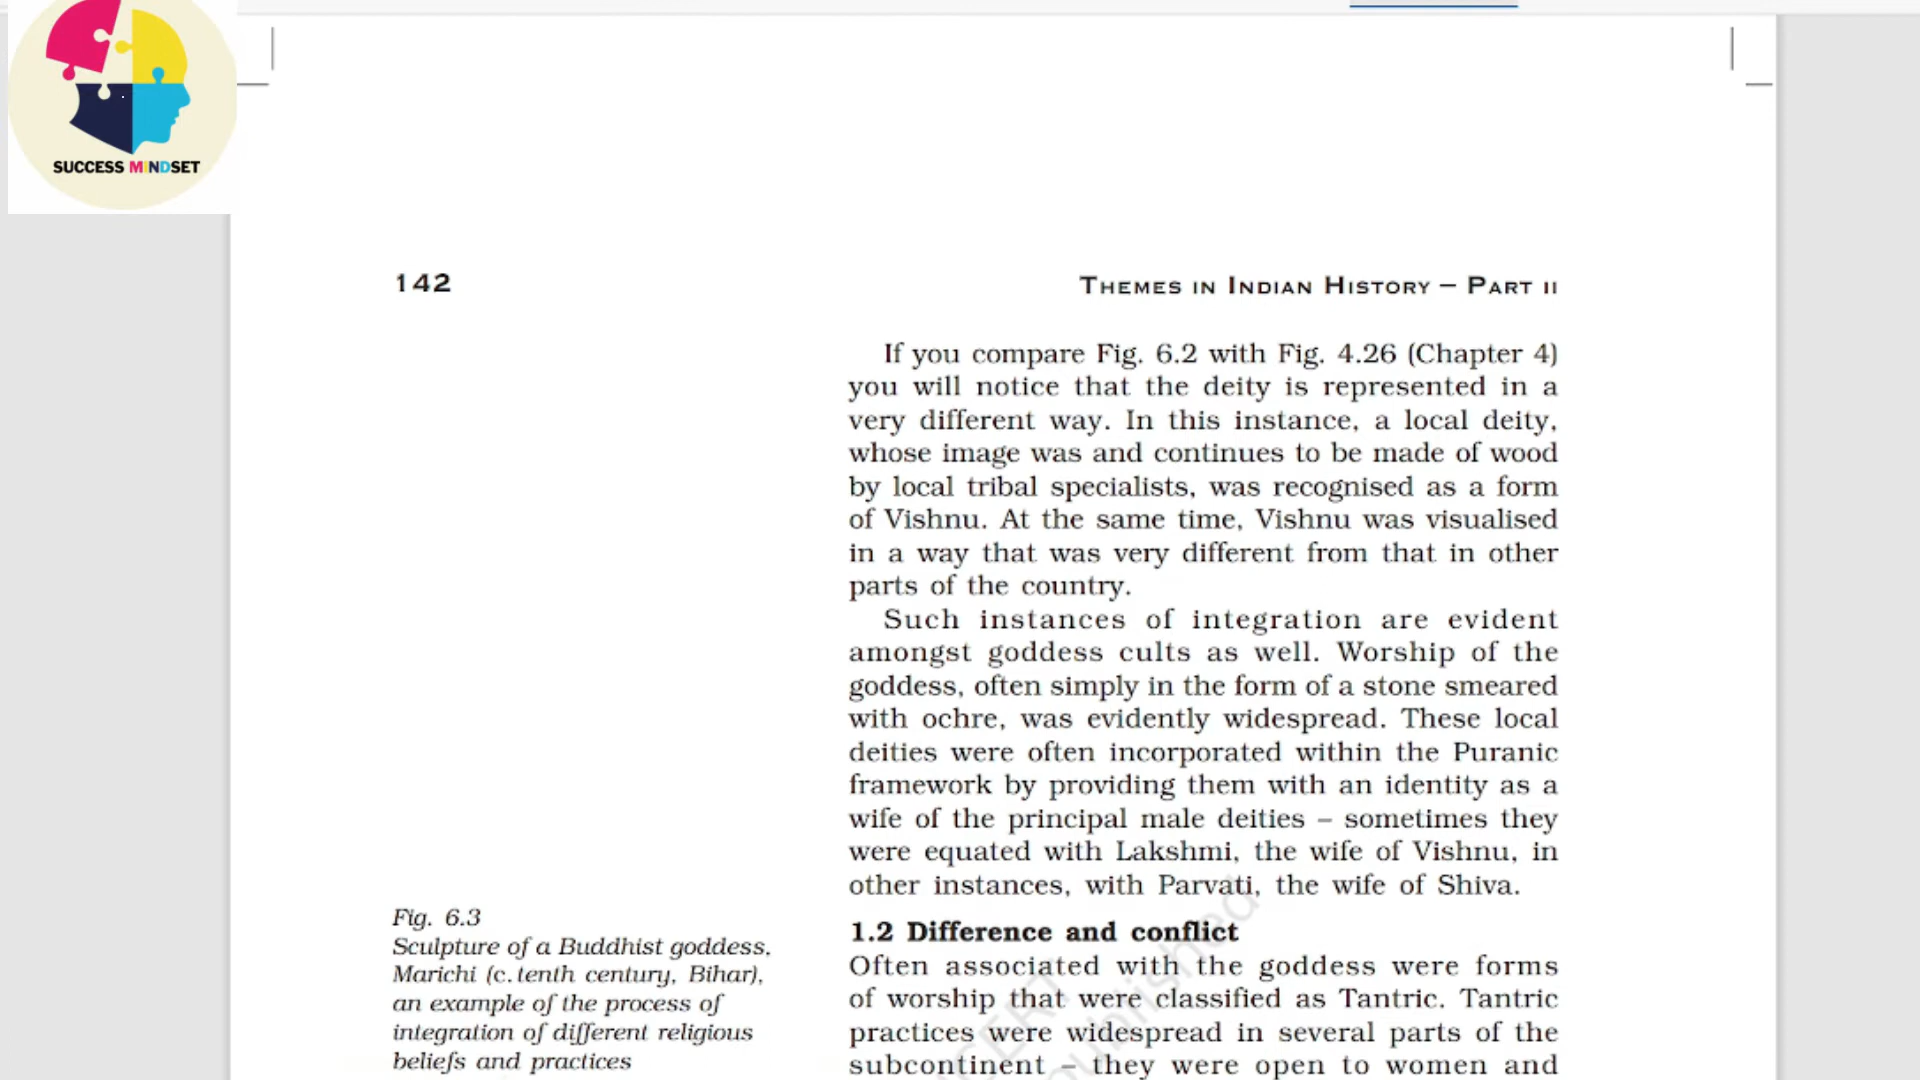 SUCCESS MINDSET
142
THEMES IN INDIAN HISTORY – PART II
If you compare Fig. 6.2 with Fig. 4.26 (Chapter 4)
you will notice that the deity is represented in a
very different way. In this instance, a local deity,
whose image was and continues to be made of wood
by local tribal specialists, was recognised as a form
of Vishnu. At the same time, Vishnu was visualised
in a way that was very different from that in other
parts of the country.
Such instances of integration are evident
amongst goddess cults as well. Worship of the
goddess, often simply in the form of a stone smeared
with ochre, was evidently widespread. These local
deities were often incorporated within the Puranic
framework by providing them with an identity as a
wife of the principal male deities – sometimes they
were equated with Lakshmi, the wife of Vishnu, in
other instances, with Parvati, the wife of Shiva.
1.2 Difference and conflict
Often associated with the goddess were forms
of worship that were classified as Tantric. Tantric
practices were widespread in several parts of the
subcontinent – they were open to women and
Fig. 6.3
Sculpture of a Buddhist goddess,
Marichi (c. tenth century, Bihar),
an example of the process of
integration of different religious
beliefs and practices
NCERT
published